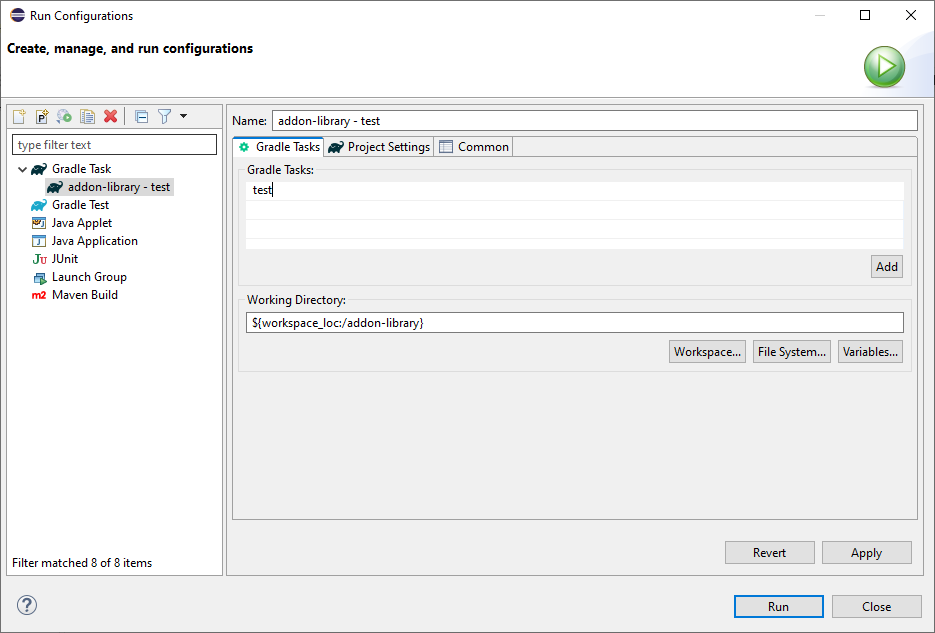 Run Configurations
Create, manage, and run configurations
type filter text
Gradle Task
addon-library - test
Gradle Test
Java Applet
Java Application
Ju JUnit
Launch Group
m2 Maven Build
Filter matched 8 of 8 items
Name: addon-library - test
Gradle Tasks Project Settings Common
Gradle Tasks:
test
Add
Working Directory:
${workspace_loc:/addon-library}
Workspace... File System... Variables...
Revert Apply
Run Close